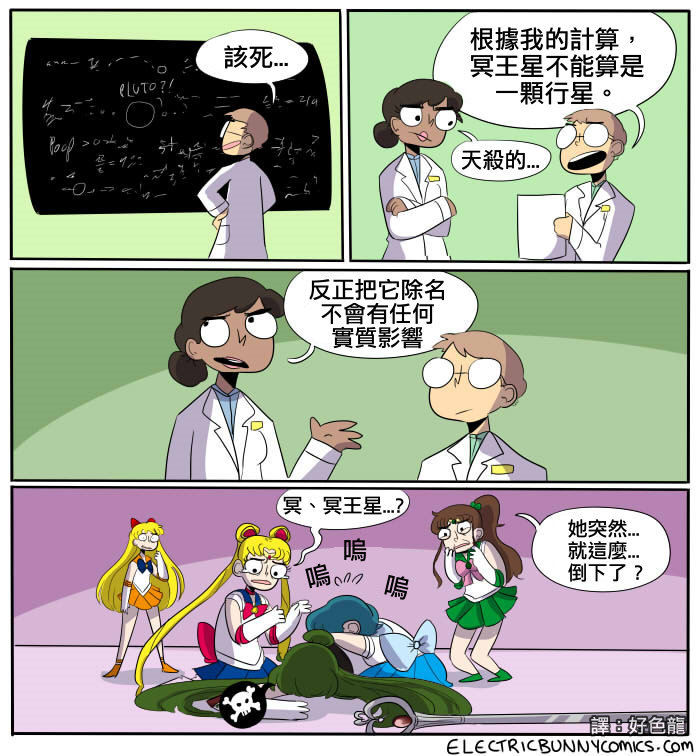 該死...
PLUTO?!
根據我的計算，
冥王星不能算是
一顆行星。
天殺的...
反正把它除名
不會有任何
實質影響
冥、冥王星...?
嗚
嗚
嗚
她突然...
就這麼...
倒下了？
譯：好色龍
ELECTRICBUNNYCOMICS.COM